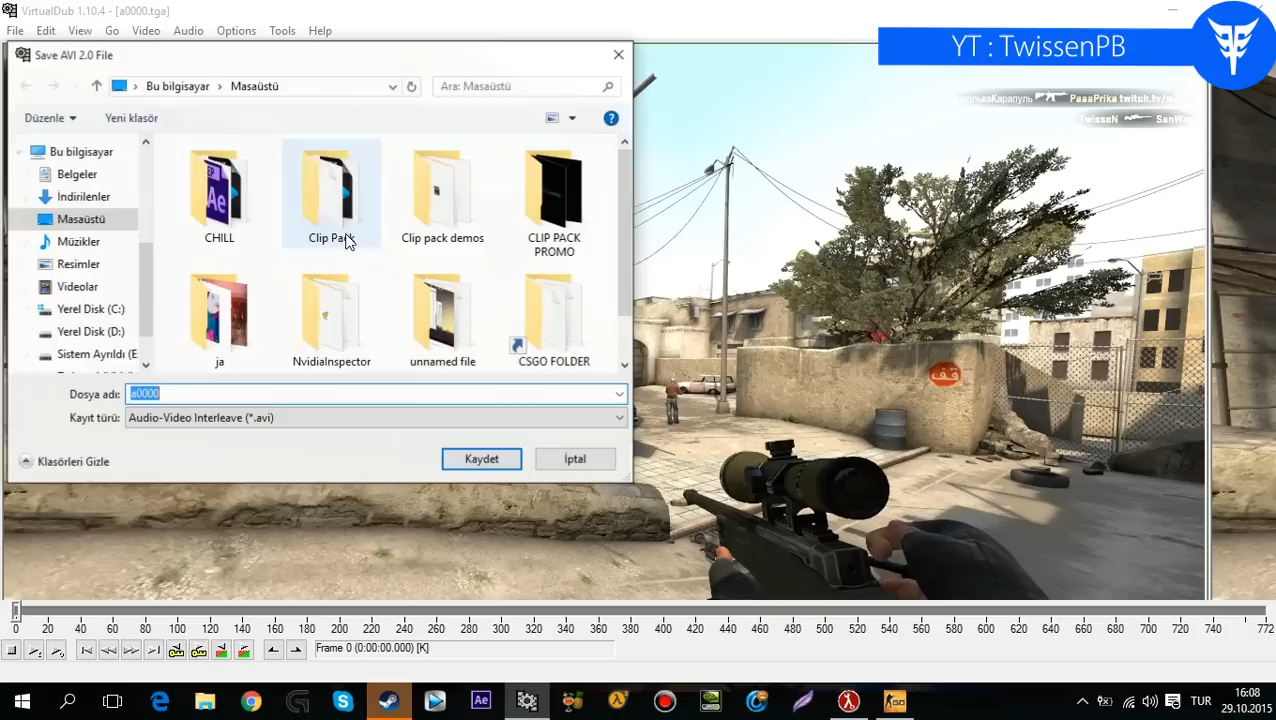 VirtualDub 1.10.4 - [a0000.tga]
File Edit View Go Video Audio Options Tools Help
YT : TwissenPB
Save AVI 2.0 File
Bu bilgisayar > Masaüstü
Ara: Masaüstü
Düzenle
Yeni klasör
Bu bilgisayar
Belgeler
İndirilenler
Masaüstü
Müzikler
Resimler
Videolar
Yerel Disk (C:)
Yerel Disk (D:)
Sistem Ayrıldı (E
CHILL
Clip Pack
Clip pack demos
CLIP PACK
PROMO
ja
NvidiaInspector
unnamed file
CSGO FOLDER
Dosya adı: a0000
Kayıt türü: Audio-Video Interleave (*.avi)
Klasörleri Gizle
Kaydet
İptal
PaaaPrika twitch.tv/
TwisseN
قف
0 20 40 60 80 100 120 140 160 180 200 220 240 260 280 300 320 340 360 380 400 420 440 460 480 500 520 540 560 580 600 620 640 660 680 700 720 740 772
Frame 0 (0:00:00.000) [K]
TUR
16:08
29.10.2015